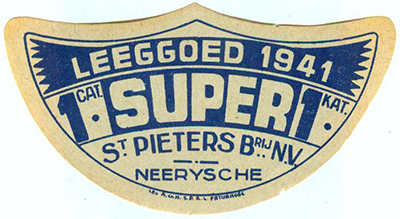 LEEGGOED 1941
1 CAT. SUPER 1 KAT.
ST PIETERS BRIJ N.V.
NEERYSCHE